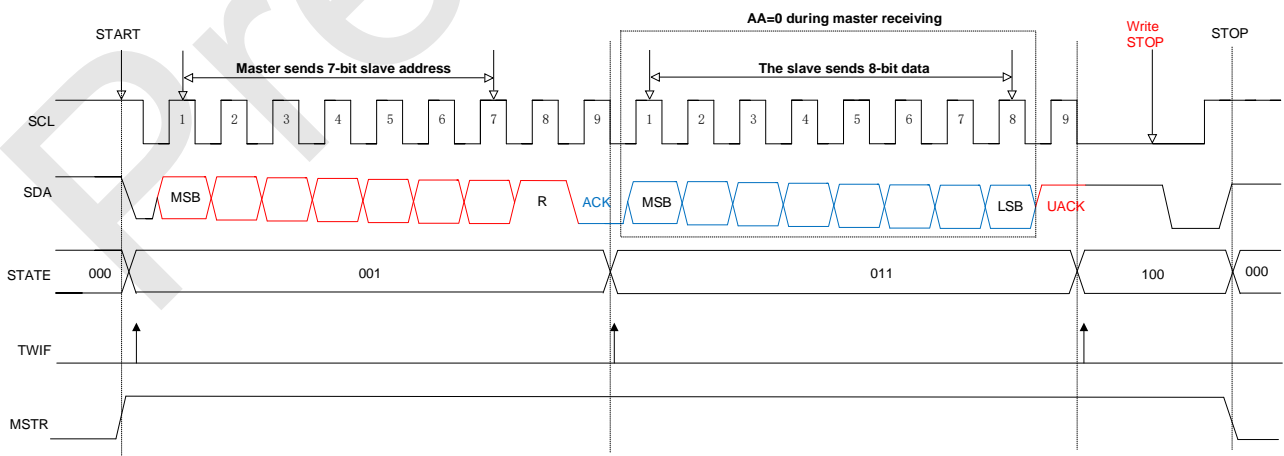 AA=0 during master receiving
START
Write
STOP
STOP
Master sends 7-bit slave address
The slave sends 8-bit data
SCL
1 2 3 4 5 6 7 8 9 1 2 3 4 5 6 7 8 9
SDA
MSB R ACK MSB LSB UACK
STATE
000 001 011 100 000
TWIF
MSTR
Pre